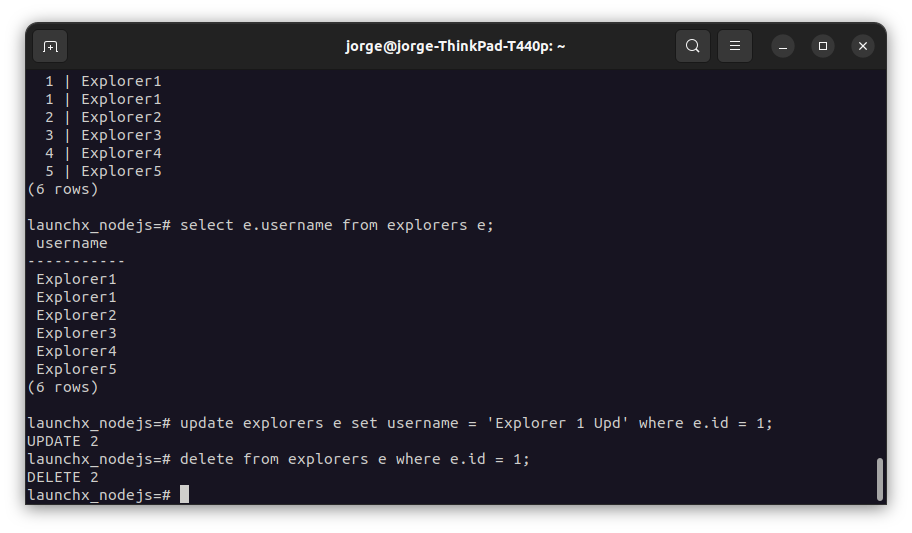 jorge@jorge-ThinkPad-T440p: ~
1 | Explorer1
1 | Explorer1
2 | Explorer2
3 | Explorer3
4 | Explorer4
5 | Explorer5
(6 rows)
launchx_nodejs=# select e.username from explorers e;
username
-----------
Explorer1
Explorer1
Explorer2
Explorer3
Explorer4
Explorer5
(6 rows)
launchx_nodejs=# update explorers e set username = 'Explorer 1 Upd' where e.id = 1;
UPDATE 2
launchx_nodejs=# delete from explorers e where e.id = 1;
DELETE 2
launchx_nodejs=#